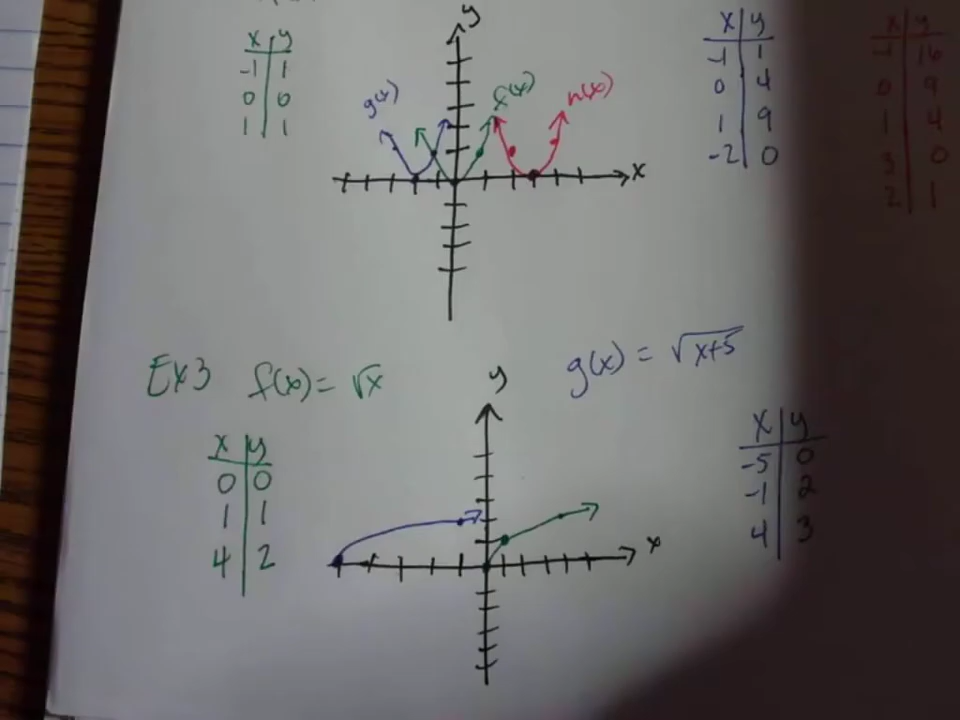 y
x | y
-1 | 1
0 | 0
1 | 1
g(x)
f(x)
h(x)
x
x | y
-1 | 1
0 | 4
1 | 9
-2 | 0
x | y
-1 | 16
0 | 9
1 | 4
3 | 0
2 | 1
Ex3 f(x) = √x
g(x) = √x+5
y
x | y
0 | 0
1 | 1
4 | 2
x
x | y
-5 | 0
-1 | 2
4 | 3